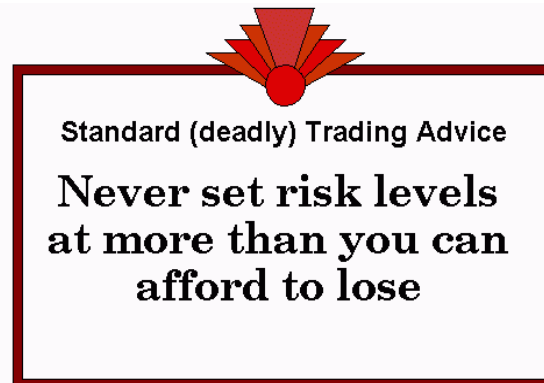 Standard (deadly) Trading Advice
Never set risk levels
at more than you can
afford to lose